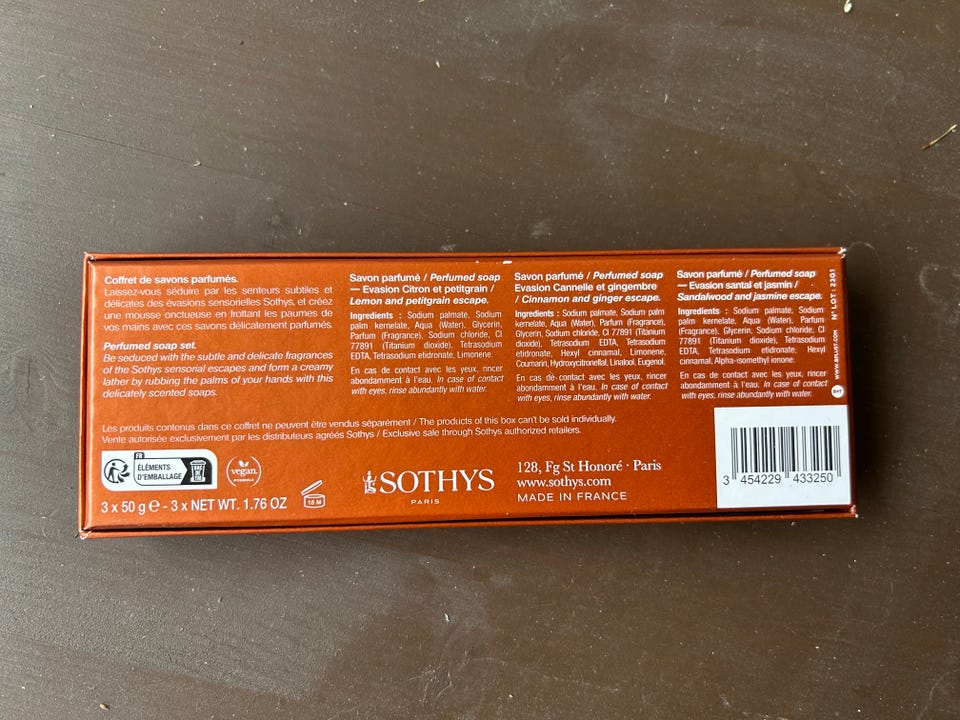 Coffret de savons parfumés.
Laissez-vous séduire par les senteurs subtiles et
délicates des évasions sensorielles Sothys, et créez
une mousse onctueuse en frottant les paumes de
vos mains avec ces savons délicatement parfumés.
Perfumed soap set.
Be seduced with the subtle and delicate fragrances
of the Sothys sensorial escapes and form a creamy
lather by rubbing the palms of your hands with this
delicately scented soaps.
Savon parfumé / Perfumed soap
— Evasion Citron et petitgrain /
Lemon and petitgrain escape.
Ingredients : Sodium palmate, Sodium
palm kernelate, Aqua (Water), Glycerin,
Parfum (Fragrance), Sodium chloride, CI
77891 (Titanium dioxide), Tetrasodium
EDTA, Tetrasodium etidronate, Limonene.
En cas de contact avec les yeux, rincer
abondamment à l'eau. In case of contact
with eyes, rinse abundantly with water.
Savon parfumé / Perfumed soap
Evasion Cannelle et gingembre
/ Cinnamon and ginger escape.
Ingredients : Sodium palmate, Sodium palm
kernelate, Aqua (Water), Parfum (Fragrance),
Glycerin, Sodium chloride, CI 77891 (Titanium
dioxide), Tetrasodium EDTA, Tetrasodium
etidronate, Hexyl cinnamal, Limonene,
Coumarin, Hydroxycitronellal, Linalool, Eugenol.
En cas de contact avec les yeux, rincer
abondamment à l'eau. In case of contact
with eyes, rinse abundantly with water.
Savon parfumé / Perfumed soap
— Evasion santal et jasmin /
Sandalwood and jasmine escape.
Ingredients : Sodium palmate, Sodium
palm kernelate, Aqua (Water), Parfum
(Fragrance), Glycerin, Sodium chloride, CI
77891 (Titanium dioxide), Tetrasodium
EDTA, Tetrasodium etidronate, Hexyl
cinnamal, Alpha-isomethyl ionone.
En cas de contact avec les yeux, rincer
abondamment à l'eau. In case of contact
with eyes, rinse abundantly with water.
N° LOT : 23G1
Les produits contenus dans ce coffret ne peuvent être vendus séparément / The products of this box can't be sold individually.
Vente autorisée exclusivement par les distributeurs agréés Sothys / Exclusive sale through Sothys authorized retailers.
FR
ÉLÉMENTS
D'EMBALLAGE
BAC DE TRI
vegan
FORMULA
3 x 50 g e - 3 x NET WT. 1.76 OZ
18 M
SOTHYS
PARIS
128, Fg St Honoré · Paris
www.sothys.com
MADE IN FRANCE
3 454229 433250